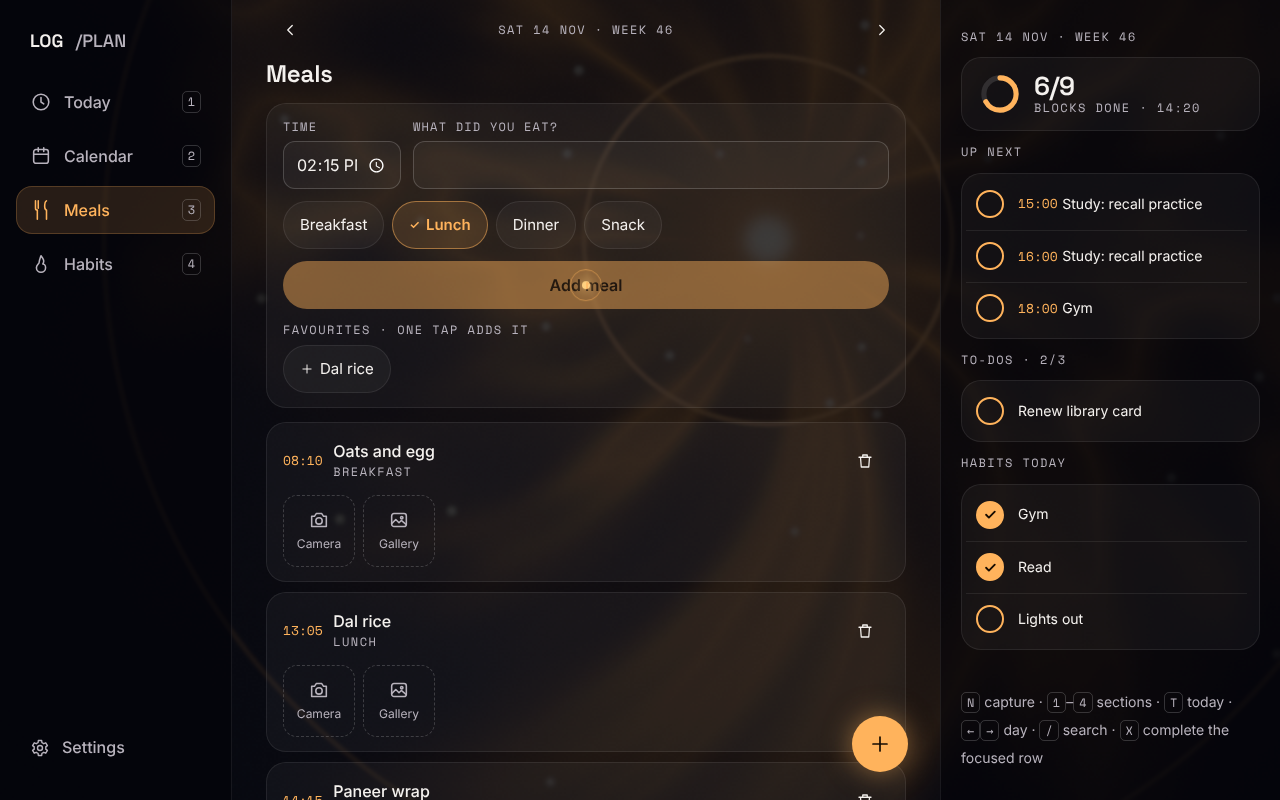 LOG /PLAN
Today 1
Calendar 2
Meals 3
Habits 4
Settings
SAT 14 NOV · WEEK 46
Meals
TIME
WHAT DID YOU EAT?
02:15 PI
Breakfast
Lunch
Dinner
Snack
Add meal
FAVOURITES · ONE TAP ADDS IT
+ Dal rice
08:10 Oats and egg
BREAKFAST
Camera
Gallery
13:05 Dal rice
LUNCH
Camera
Gallery
Paneer wrap
SAT 14 NOV · WEEK 46
6/9
BLOCKS DONE · 14:20
UP NEXT
15:00 Study: recall practice
16:00 Study: recall practice
18:00 Gym
TO-DOS · 2/3
Renew library card
HABITS TODAY
Gym
Read
Lights out
N capture · 1–4 sections · T today ·
← → day · / search · X complete the
focused row